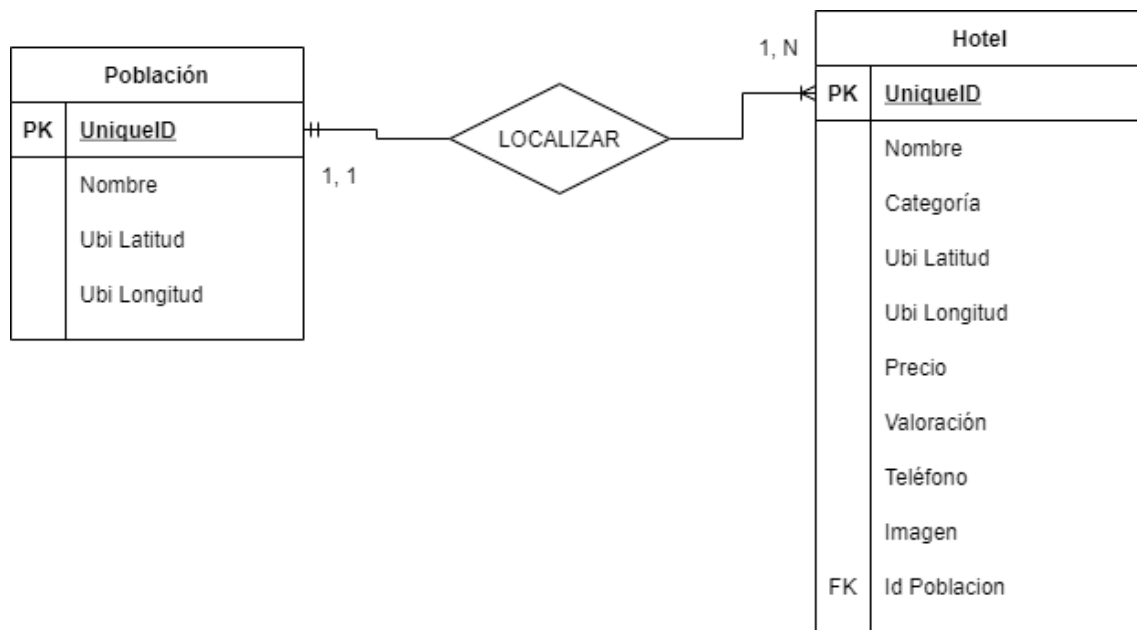 Población
PK UniqueID
Nombre
Ubi Latitud
Ubi Longitud
1, 1
LOCALIZAR
1, N
Hotel
PK UniqueID
Nombre
Categoría
Ubi Latitud
Ubi Longitud
Precio
Valoración
Teléfono
Imagen
FK Id Poblacion